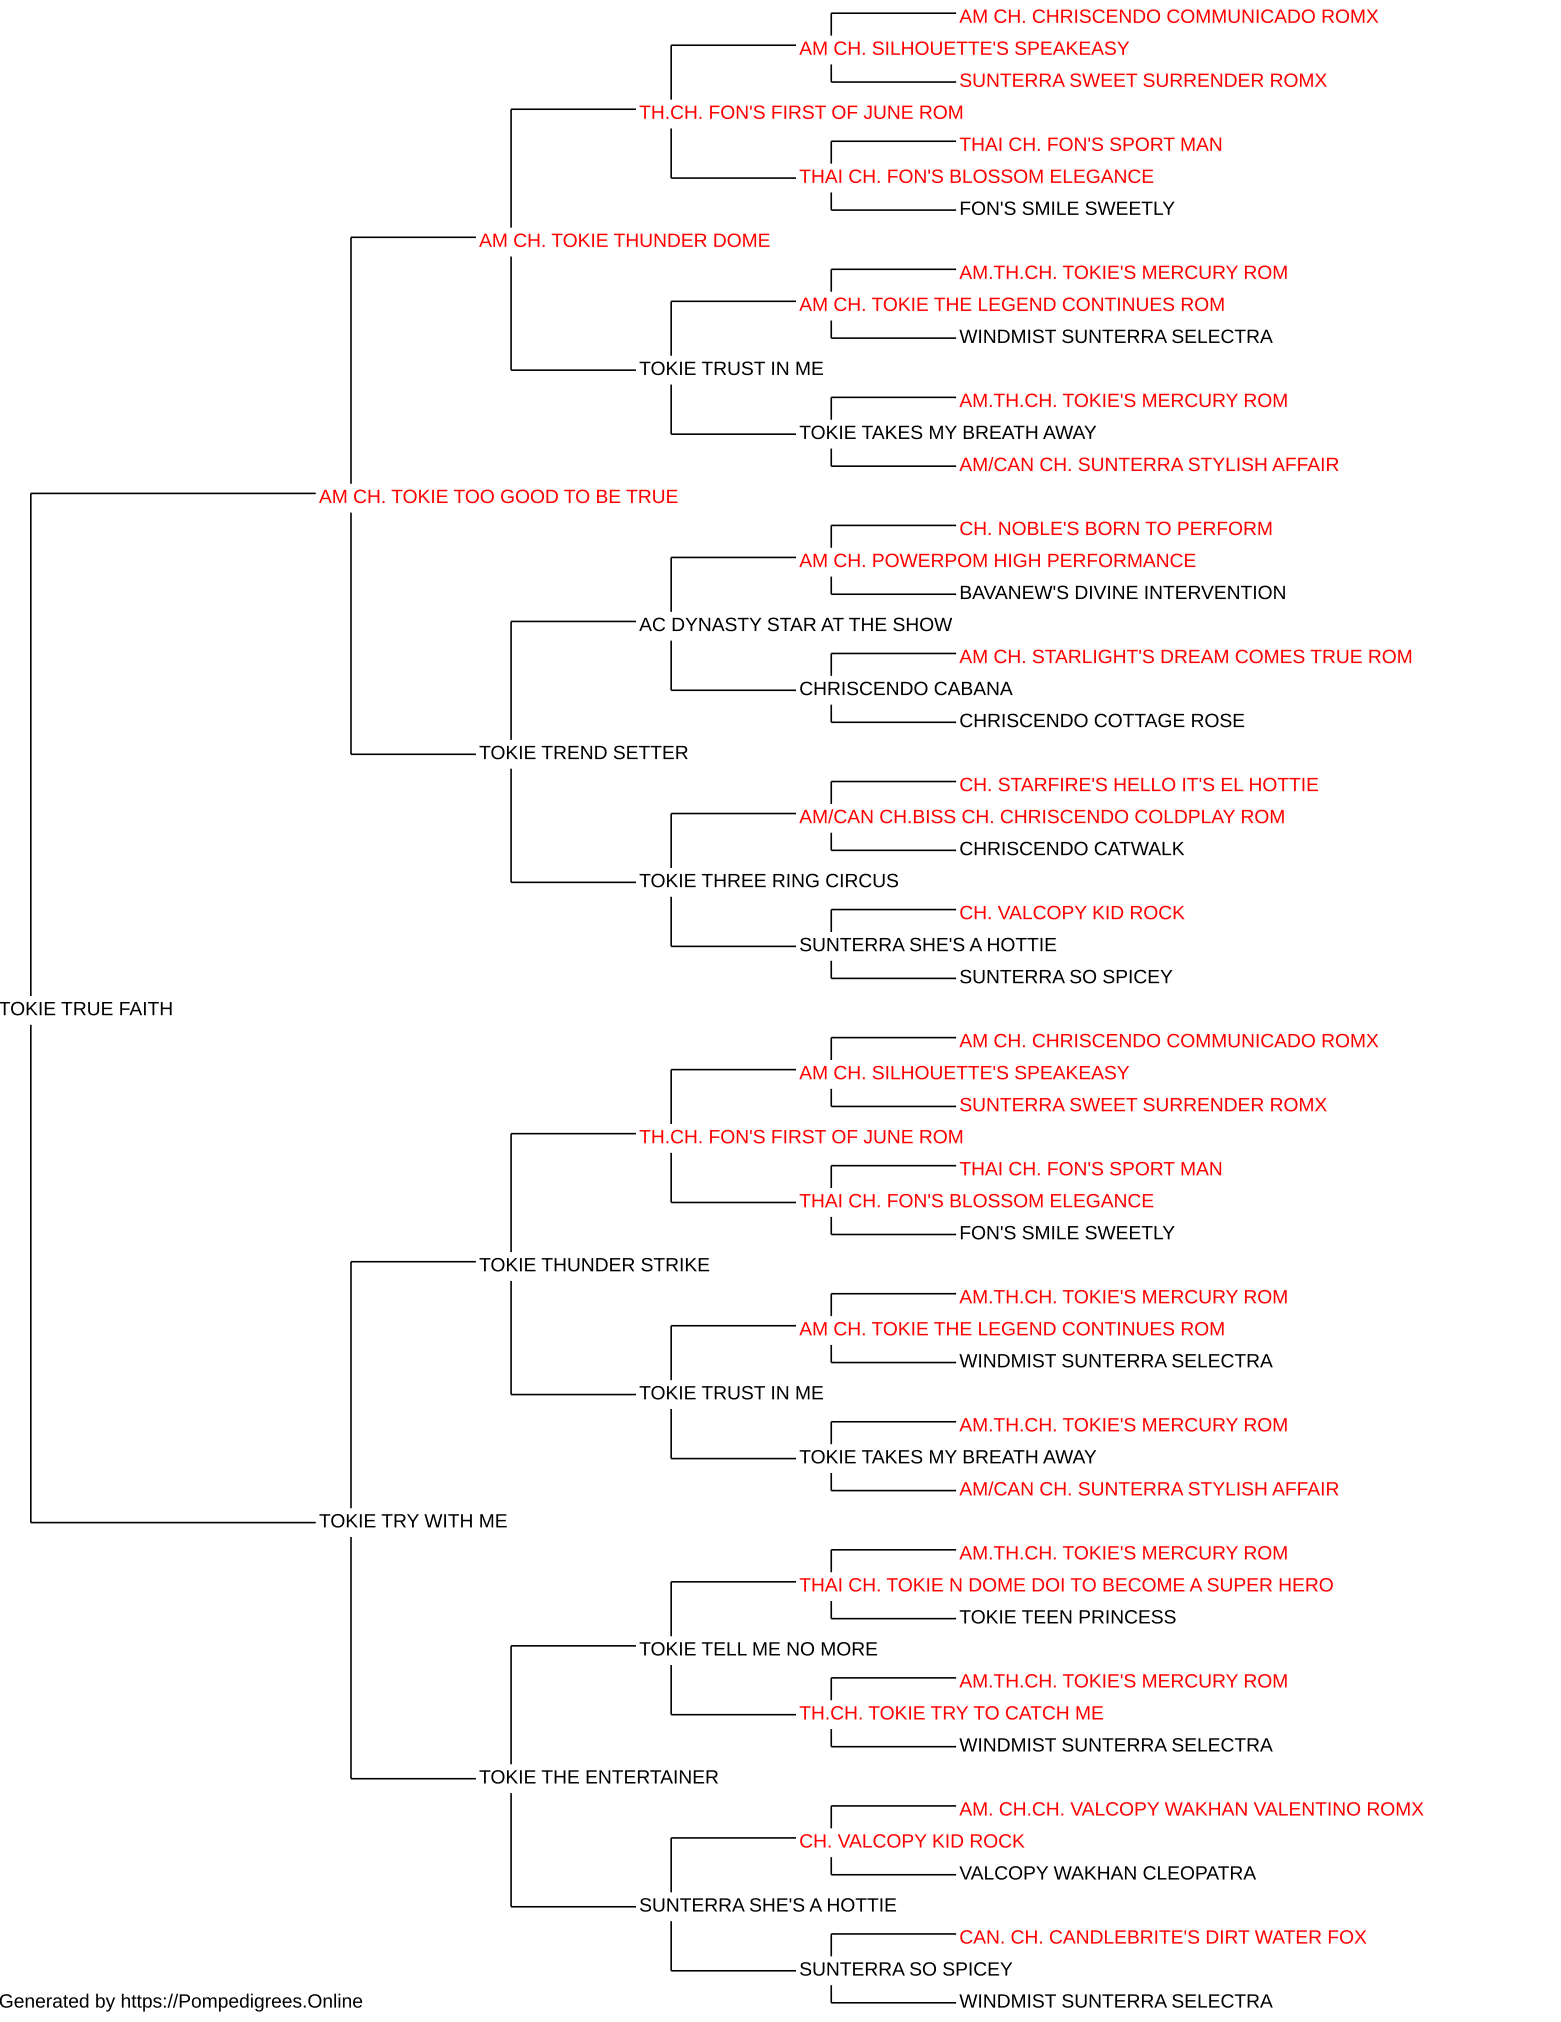 AM CH. CHRISCENDO COMMUNICADO ROMX
AM CH. SILHOUETTE'S SPEAKEASY
SUNTERRA SWEET SURRENDER ROMX
TH.CH. FON'S FIRST OF JUNE ROM
THAI CH. FON'S SPORT MAN
THAI CH. FON'S BLOSSOM ELEGANCE
FON'S SMILE SWEETLY
AM CH. TOKIE THUNDER DOME
AM.TH.CH. TOKIE'S MERCURY ROM
AM CH. TOKIE THE LEGEND CONTINUES ROM
WINDMIST SUNTERRA SELECTRA
TOKIE TRUST IN ME
AM.TH.CH. TOKIE'S MERCURY ROM
TOKIE TAKES MY BREATH AWAY
AM/CAN CH. SUNTERRA STYLISH AFFAIR
AM CH. TOKIE TOO GOOD TO BE TRUE
CH. NOBLE'S BORN TO PERFORM
AM CH. POWERPOM HIGH PERFORMANCE
BAVANEW'S DIVINE INTERVENTION
AC DYNASTY STAR AT THE SHOW
AM CH. STARLIGHT'S DREAM COMES TRUE ROM
CHRISCENDO CABANA
CHRISCENDO COTTAGE ROSE
TOKIE TREND SETTER
CH. STARFIRE'S HELLO IT'S EL HOTTIE
AM/CAN CH.BISS CH. CHRISCENDO COLDPLAY ROM
CHRISCENDO CATWALK
TOKIE THREE RING CIRCUS
CH. VALCOPY KID ROCK
SUNTERRA SHE'S A HOTTIE
SUNTERRA SO SPICEY
TOKIE TRUE FAITH
AM CH. CHRISCENDO COMMUNICADO ROMX
AM CH. SILHOUETTE'S SPEAKEASY
SUNTERRA SWEET SURRENDER ROMX
TH.CH. FON'S FIRST OF JUNE ROM
THAI CH. FON'S SPORT MAN
THAI CH. FON'S BLOSSOM ELEGANCE
FON'S SMILE SWEETLY
TOKIE THUNDER STRIKE
AM.TH.CH. TOKIE'S MERCURY ROM
AM CH. TOKIE THE LEGEND CONTINUES ROM
WINDMIST SUNTERRA SELECTRA
TOKIE TRUST IN ME
AM.TH.CH. TOKIE'S MERCURY ROM
TOKIE TAKES MY BREATH AWAY
AM/CAN CH. SUNTERRA STYLISH AFFAIR
TOKIE TRY WITH ME
AM.TH.CH. TOKIE'S MERCURY ROM
THAI CH. TOKIE N DOME DOI TO BECOME A SUPER HERO
TOKIE TEEN PRINCESS
TOKIE TELL ME NO MORE
AM.TH.CH. TOKIE'S MERCURY ROM
TH.CH. TOKIE TRY TO CATCH ME
WINDMIST SUNTERRA SELECTRA
TOKIE THE ENTERTAINER
AM. CH.CH. VALCOPY WAKHAN VALENTINO ROMX
CH. VALCOPY KID ROCK
VALCOPY WAKHAN CLEOPATRA
SUNTERRA SHE'S A HOTTIE
CAN. CH. CANDLEBRITE'S DIRT WATER FOX
SUNTERRA SO SPICEY
WINDMIST SUNTERRA SELECTRA
Generated by https://Pompedigrees.Online